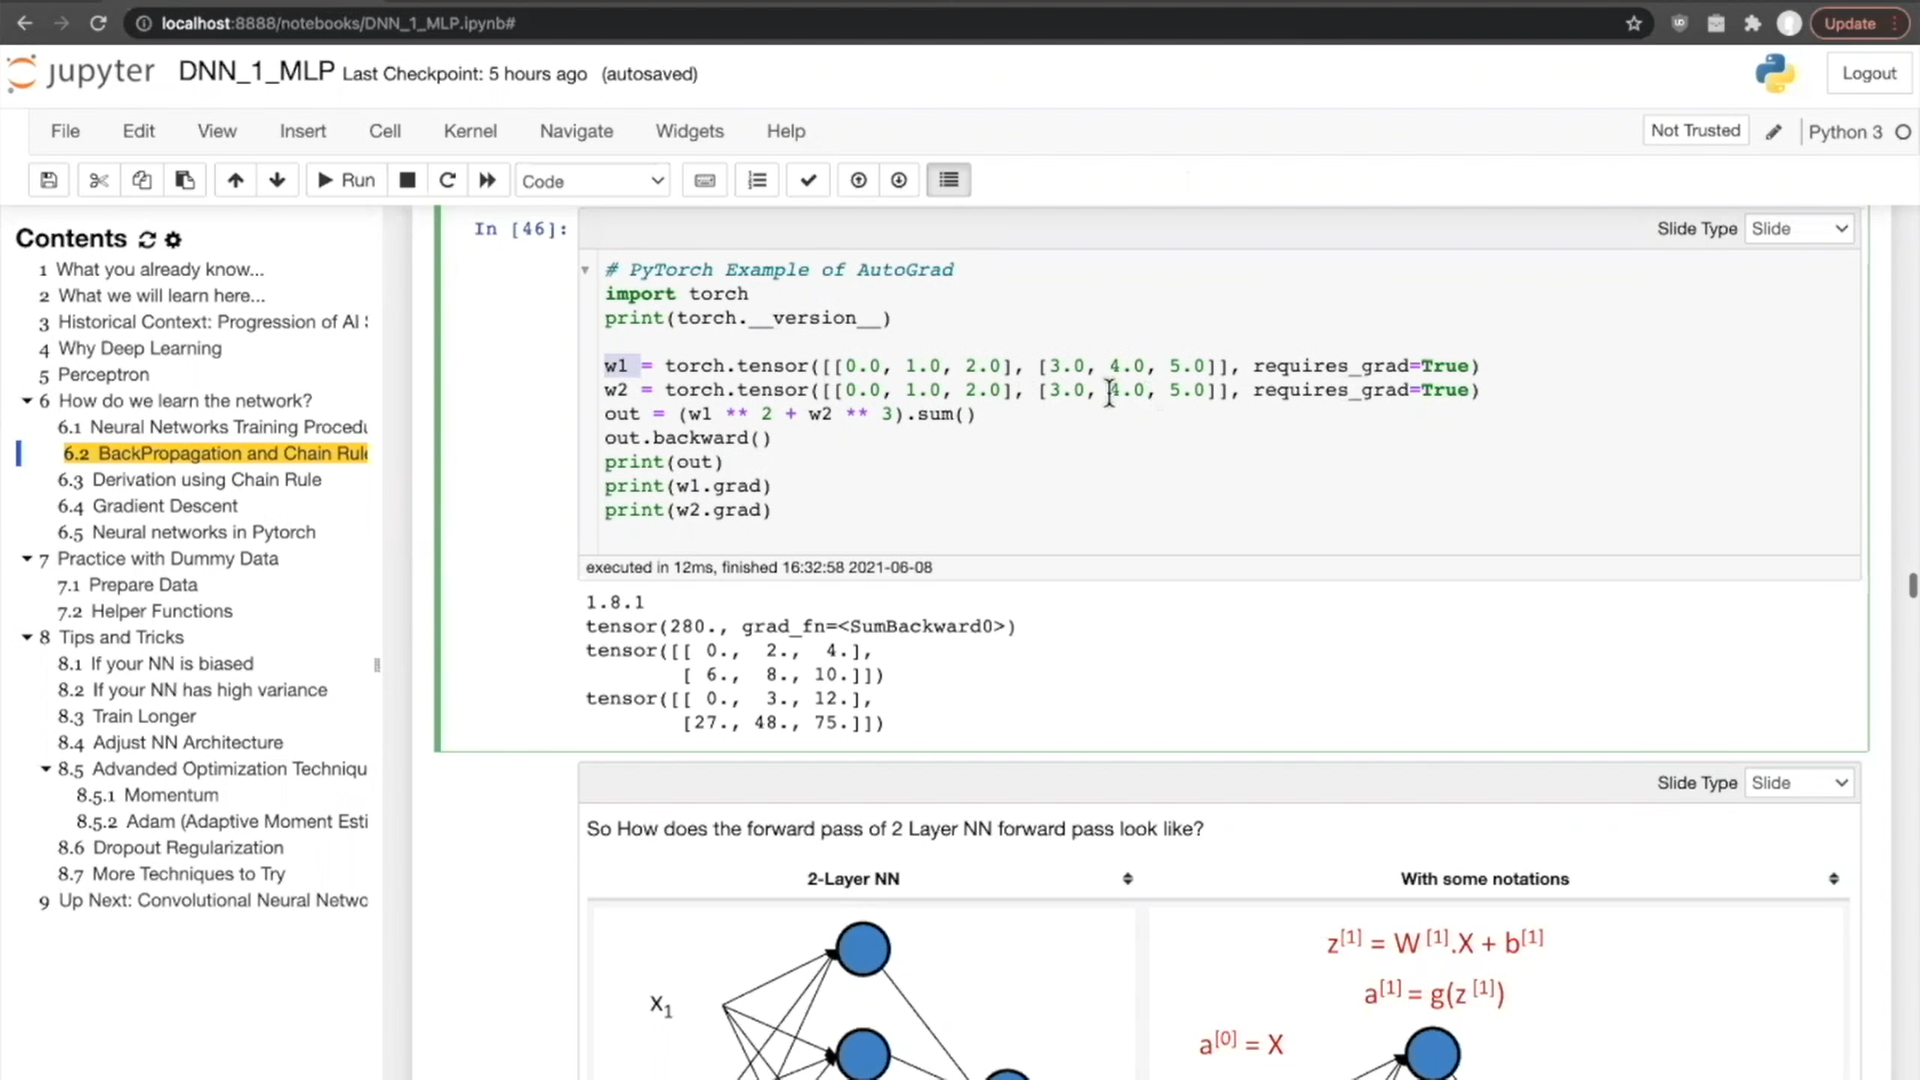 localhost:8888/notebooks/DNN_1_MLP.ipynb#
Update
jupyter DNN_1_MLP Last Checkpoint: 5 hours ago (autosaved)
Logout
File Edit View Insert Cell Kernel Navigate Widgets Help
Not Trusted
Python 3
Run
Code
Contents
1 What you already know...
2 What we will learn here...
3 Historical Context: Progression of AI
4 Why Deep Learning
5 Perceptron
6 How do we learn the network?
6.1 Neural Networks Training Procedu
6.2 BackPropagation and Chain Rule
6.3 Derivation using Chain Rule
6.4 Gradient Descent
6.5 Neural networks in Pytorch
7 Practice with Dummy Data
7.1 Prepare Data
7.2 Helper Functions
8 Tips and Tricks
8.1 If your NN is biased
8.2 If your NN has high variance
8.3 Train Longer
8.4 Adjust NN Architecture
8.5 Advanded Optimization Techniqu
8.5.1 Momentum
8.5.2 Adam (Adaptive Moment Esti
8.6 Dropout Regularization
8.7 More Techniques to Try
9 Up Next: Convolutional Neural Netwo
In [46]:
Slide Type Slide
# PyTorch Example of AutoGrad
import torch
print(torch.__version__)
w1 = torch.tensor([[0.0, 1.0, 2.0], [3.0, 4.0, 5.0]], requires_grad=True)
w2 = torch.tensor([[0.0, 1.0, 2.0], [3.0, 4.0, 5.0]], requires_grad=True)
out = (w1 ** 2 + w2 ** 3).sum()
out.backward()
print(out)
print(w1.grad)
print(w2.grad)
executed in 12ms, finished 16:32:58 2021-06-08
1.8.1
tensor(280., grad_fn=<SumBackward0>)
tensor([[ 0., 2., 4.],
[ 6., 8., 10.]])
tensor([[ 0., 3., 12.],
[27., 48., 75.]])
Slide Type Slide
So How does the forward pass of 2 Layer NN forward pass look like?
2-Layer NN
With some notations
z[1] = W[1].X + b[1]
a[1] = g(z[1])
X1
a[0] = X